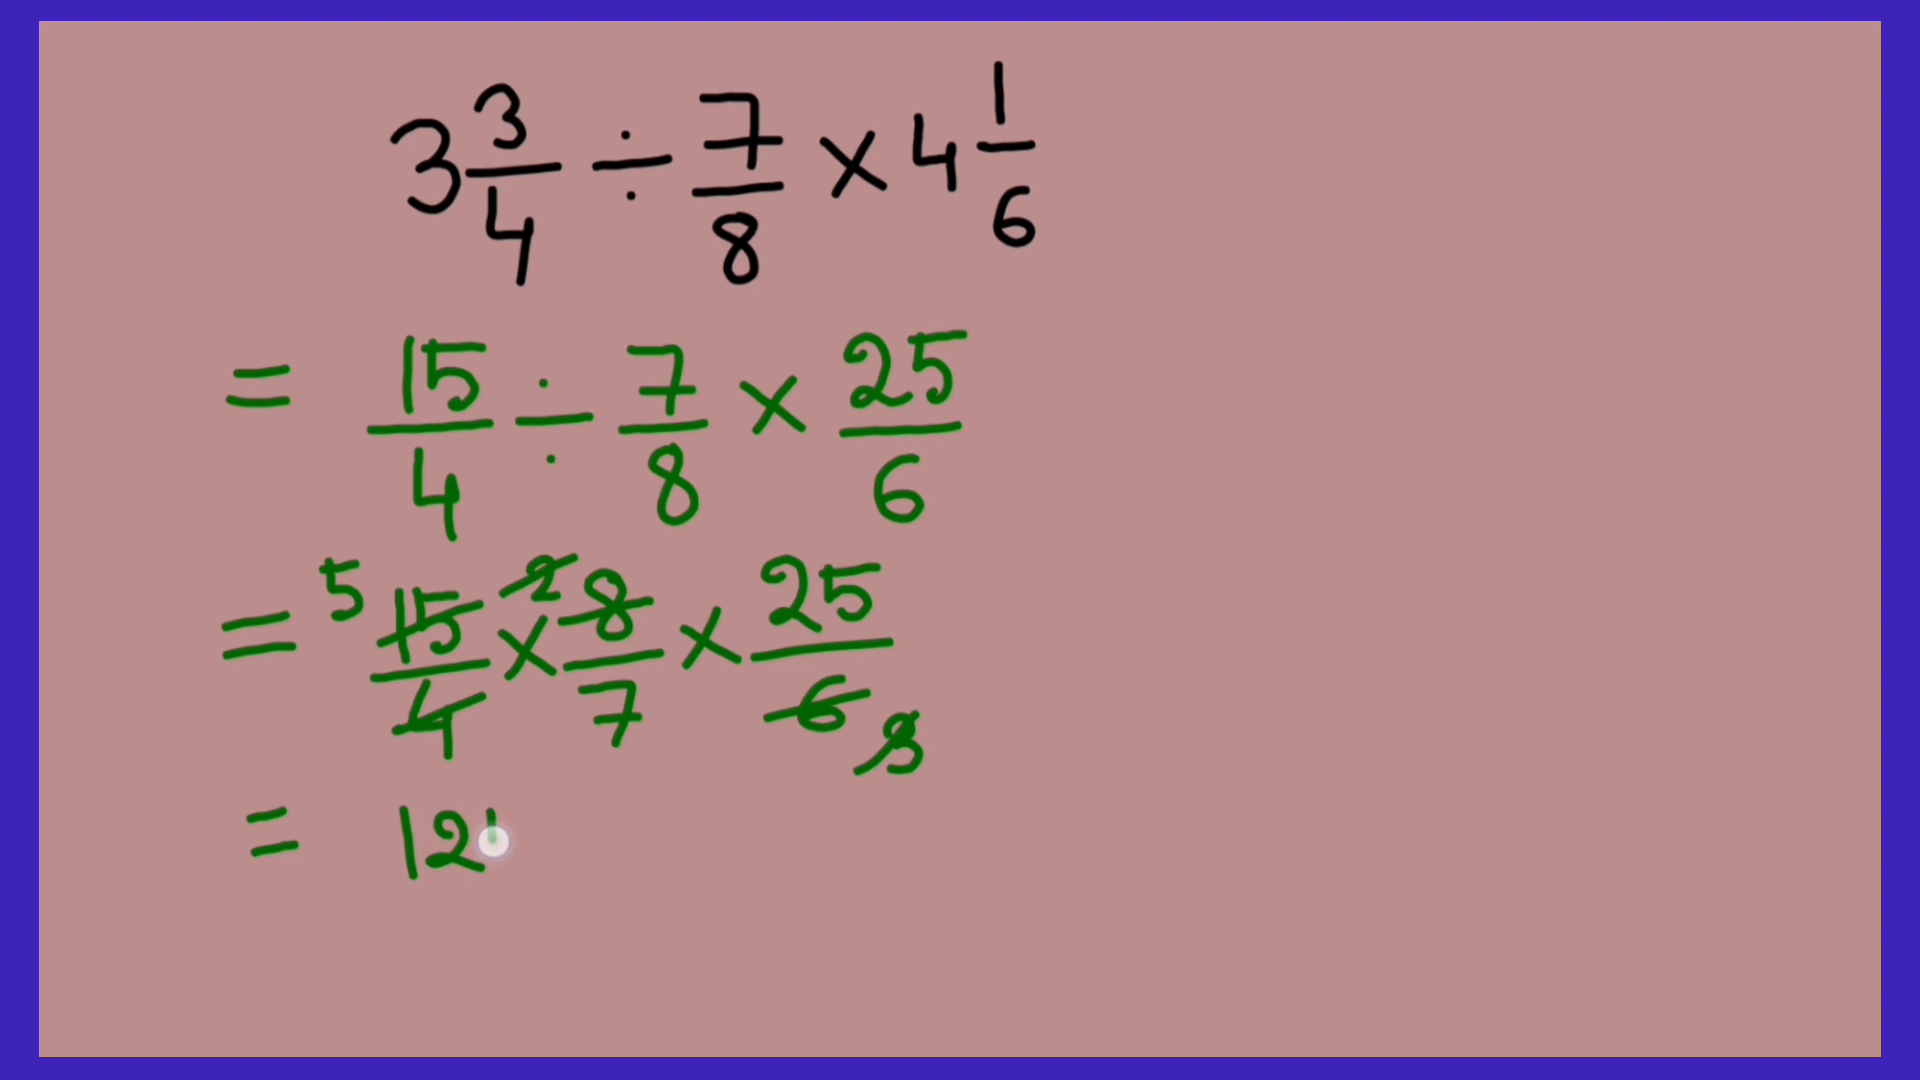 3 3/4 ÷ 7/8 × 4 1/6
= 15/4 ÷ 7/8 × 25/6
= 5 15/4 × 2 8/7 × 25/6 3
= 12